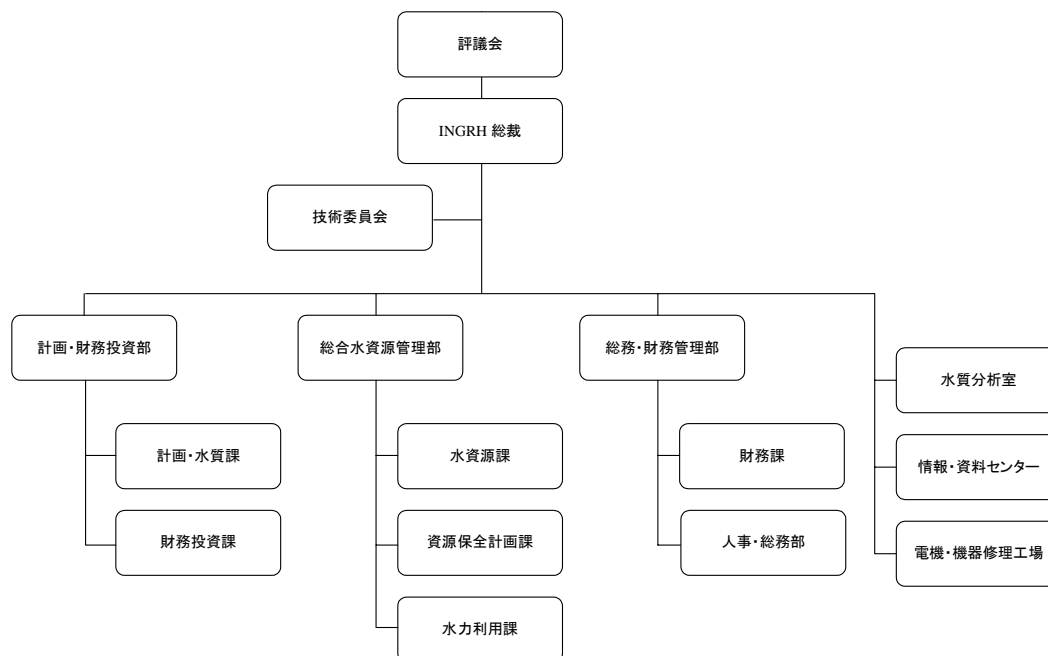 評議会
INGRH 総裁
技術委員会
計画・財務投資部
総合水資源管理部
総務・財務管理部
水質分析室
計画・水質課
水資源課
財務課
情報・資料センター
財務投資課
資源保全計画課
人事・総務部
電機・機器修理工場
水力利用課